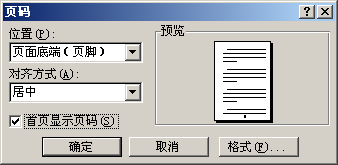 页码
位置(P):
页面底端(页脚)
对齐方式(A):
居中
首页显示页码(S)
预览
确定
取消
格式(F)...